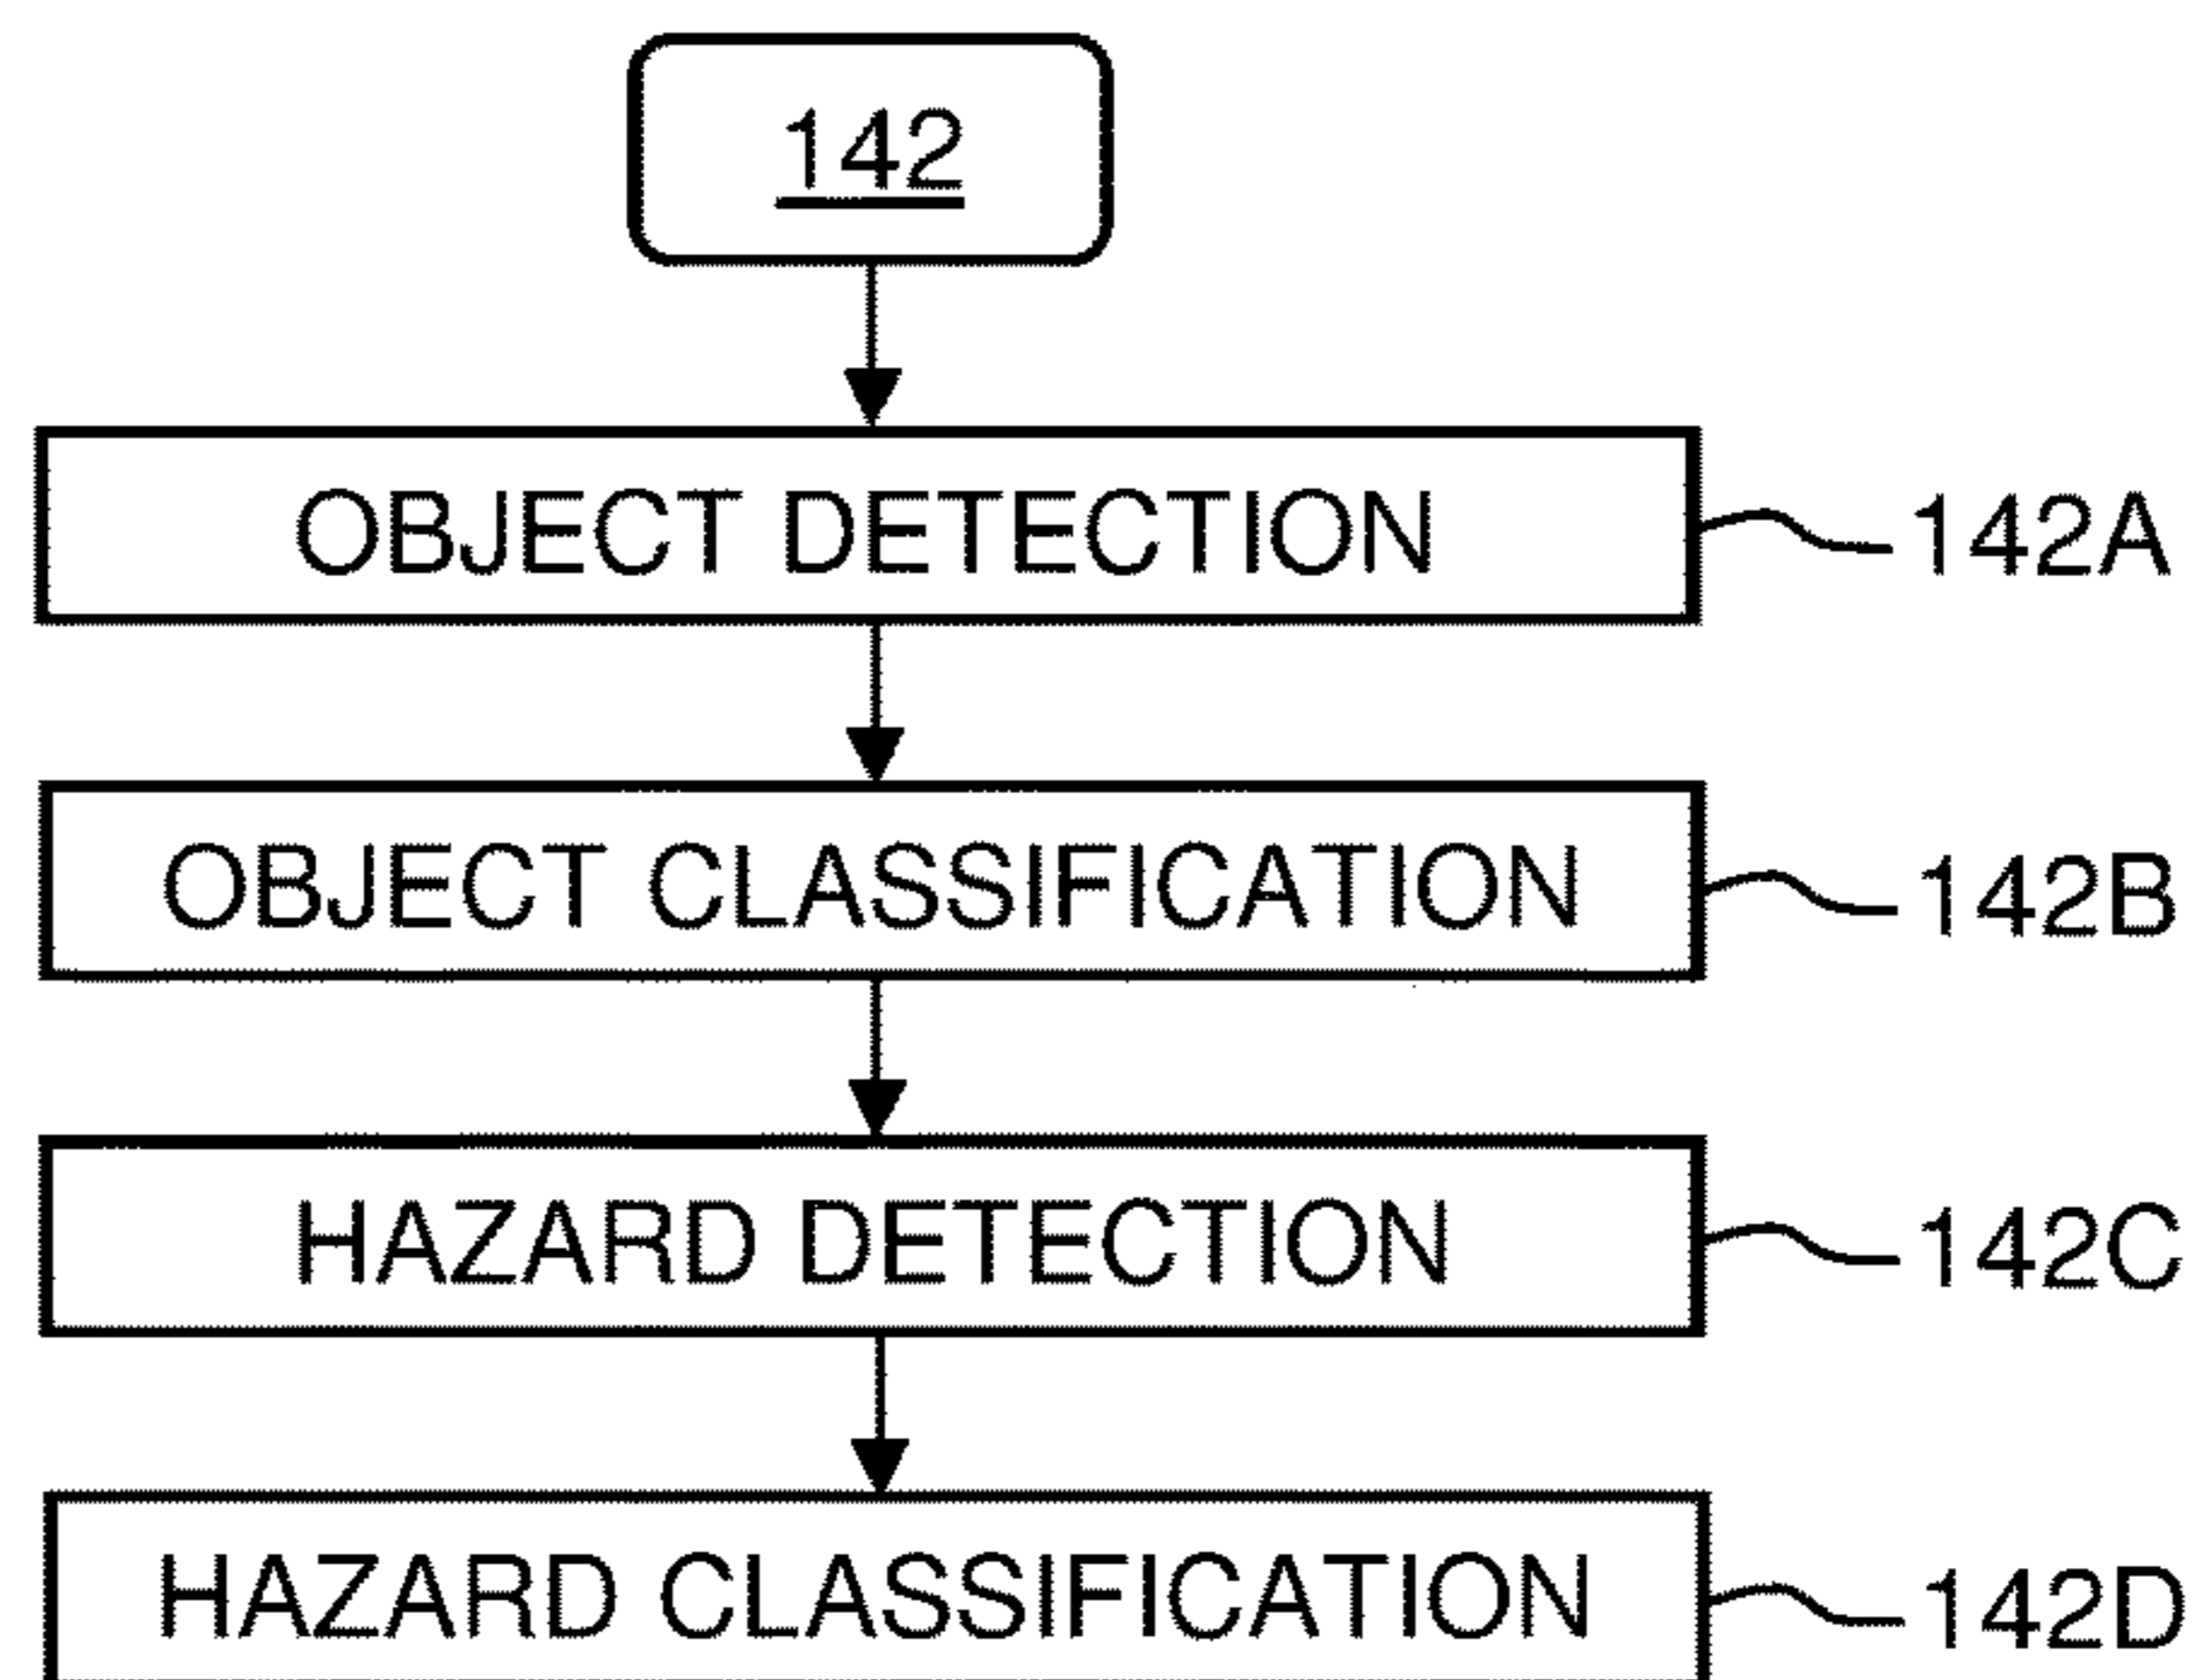 142
OBJECT DETECTION 142A
OBJECT CLASSIFICATION 142B
HAZARD DETECTION 142C
HAZARD CLASSIFICATION 142D